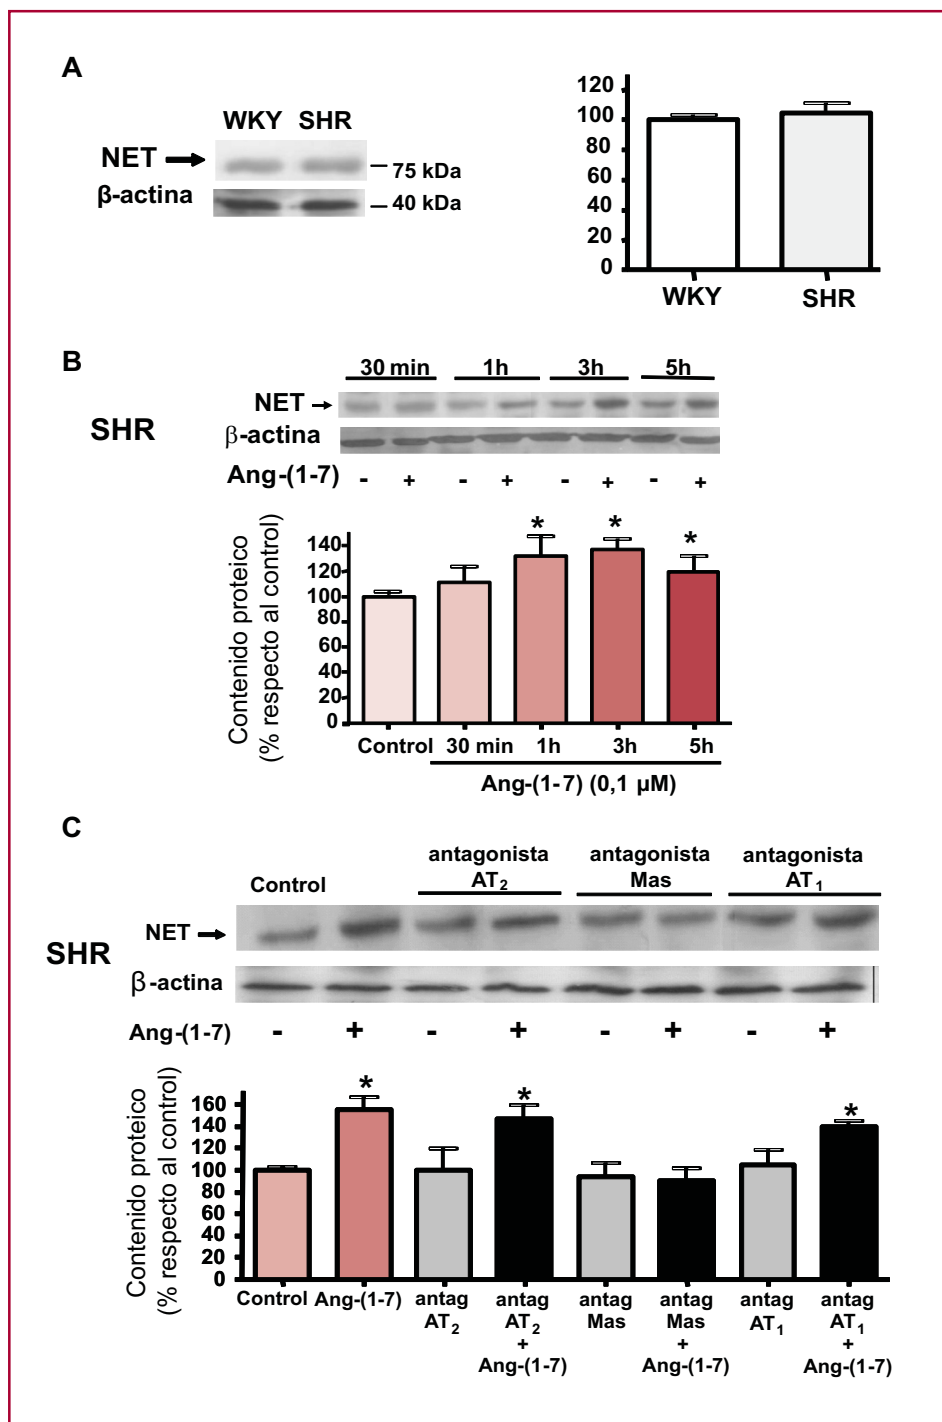 A
WKY SHR
NET
75 kDa
β-actina
40 kDa
120
100
80
60
40
20
0
WKY SHR
B
30 min 1h 3h 5h
NET
SHR
β-actina
Ang-(1-7) - + - + - + - +
* * *
Contenido proteico
(% respecto al control)
140
120
100
80
60
40
20
0
Control 30 min 1h 3h 5h
Ang-(1-7) (0,1 µM)
C
Control antagonista AT2 antagonista Mas antagonista AT1
NET
SHR
β-actina
Ang-(1-7) - + - + - + - +
* * *
Contenido proteico
(% respecto al control)
160
140
120
100
80
60
40
20
0
Control Ang-(1-7) antag antag antag antag antag antag
AT2 AT2 Mas Mas AT1 AT1
+ + +
Ang-(1-7) Ang-(1-7) Ang-(1-7)